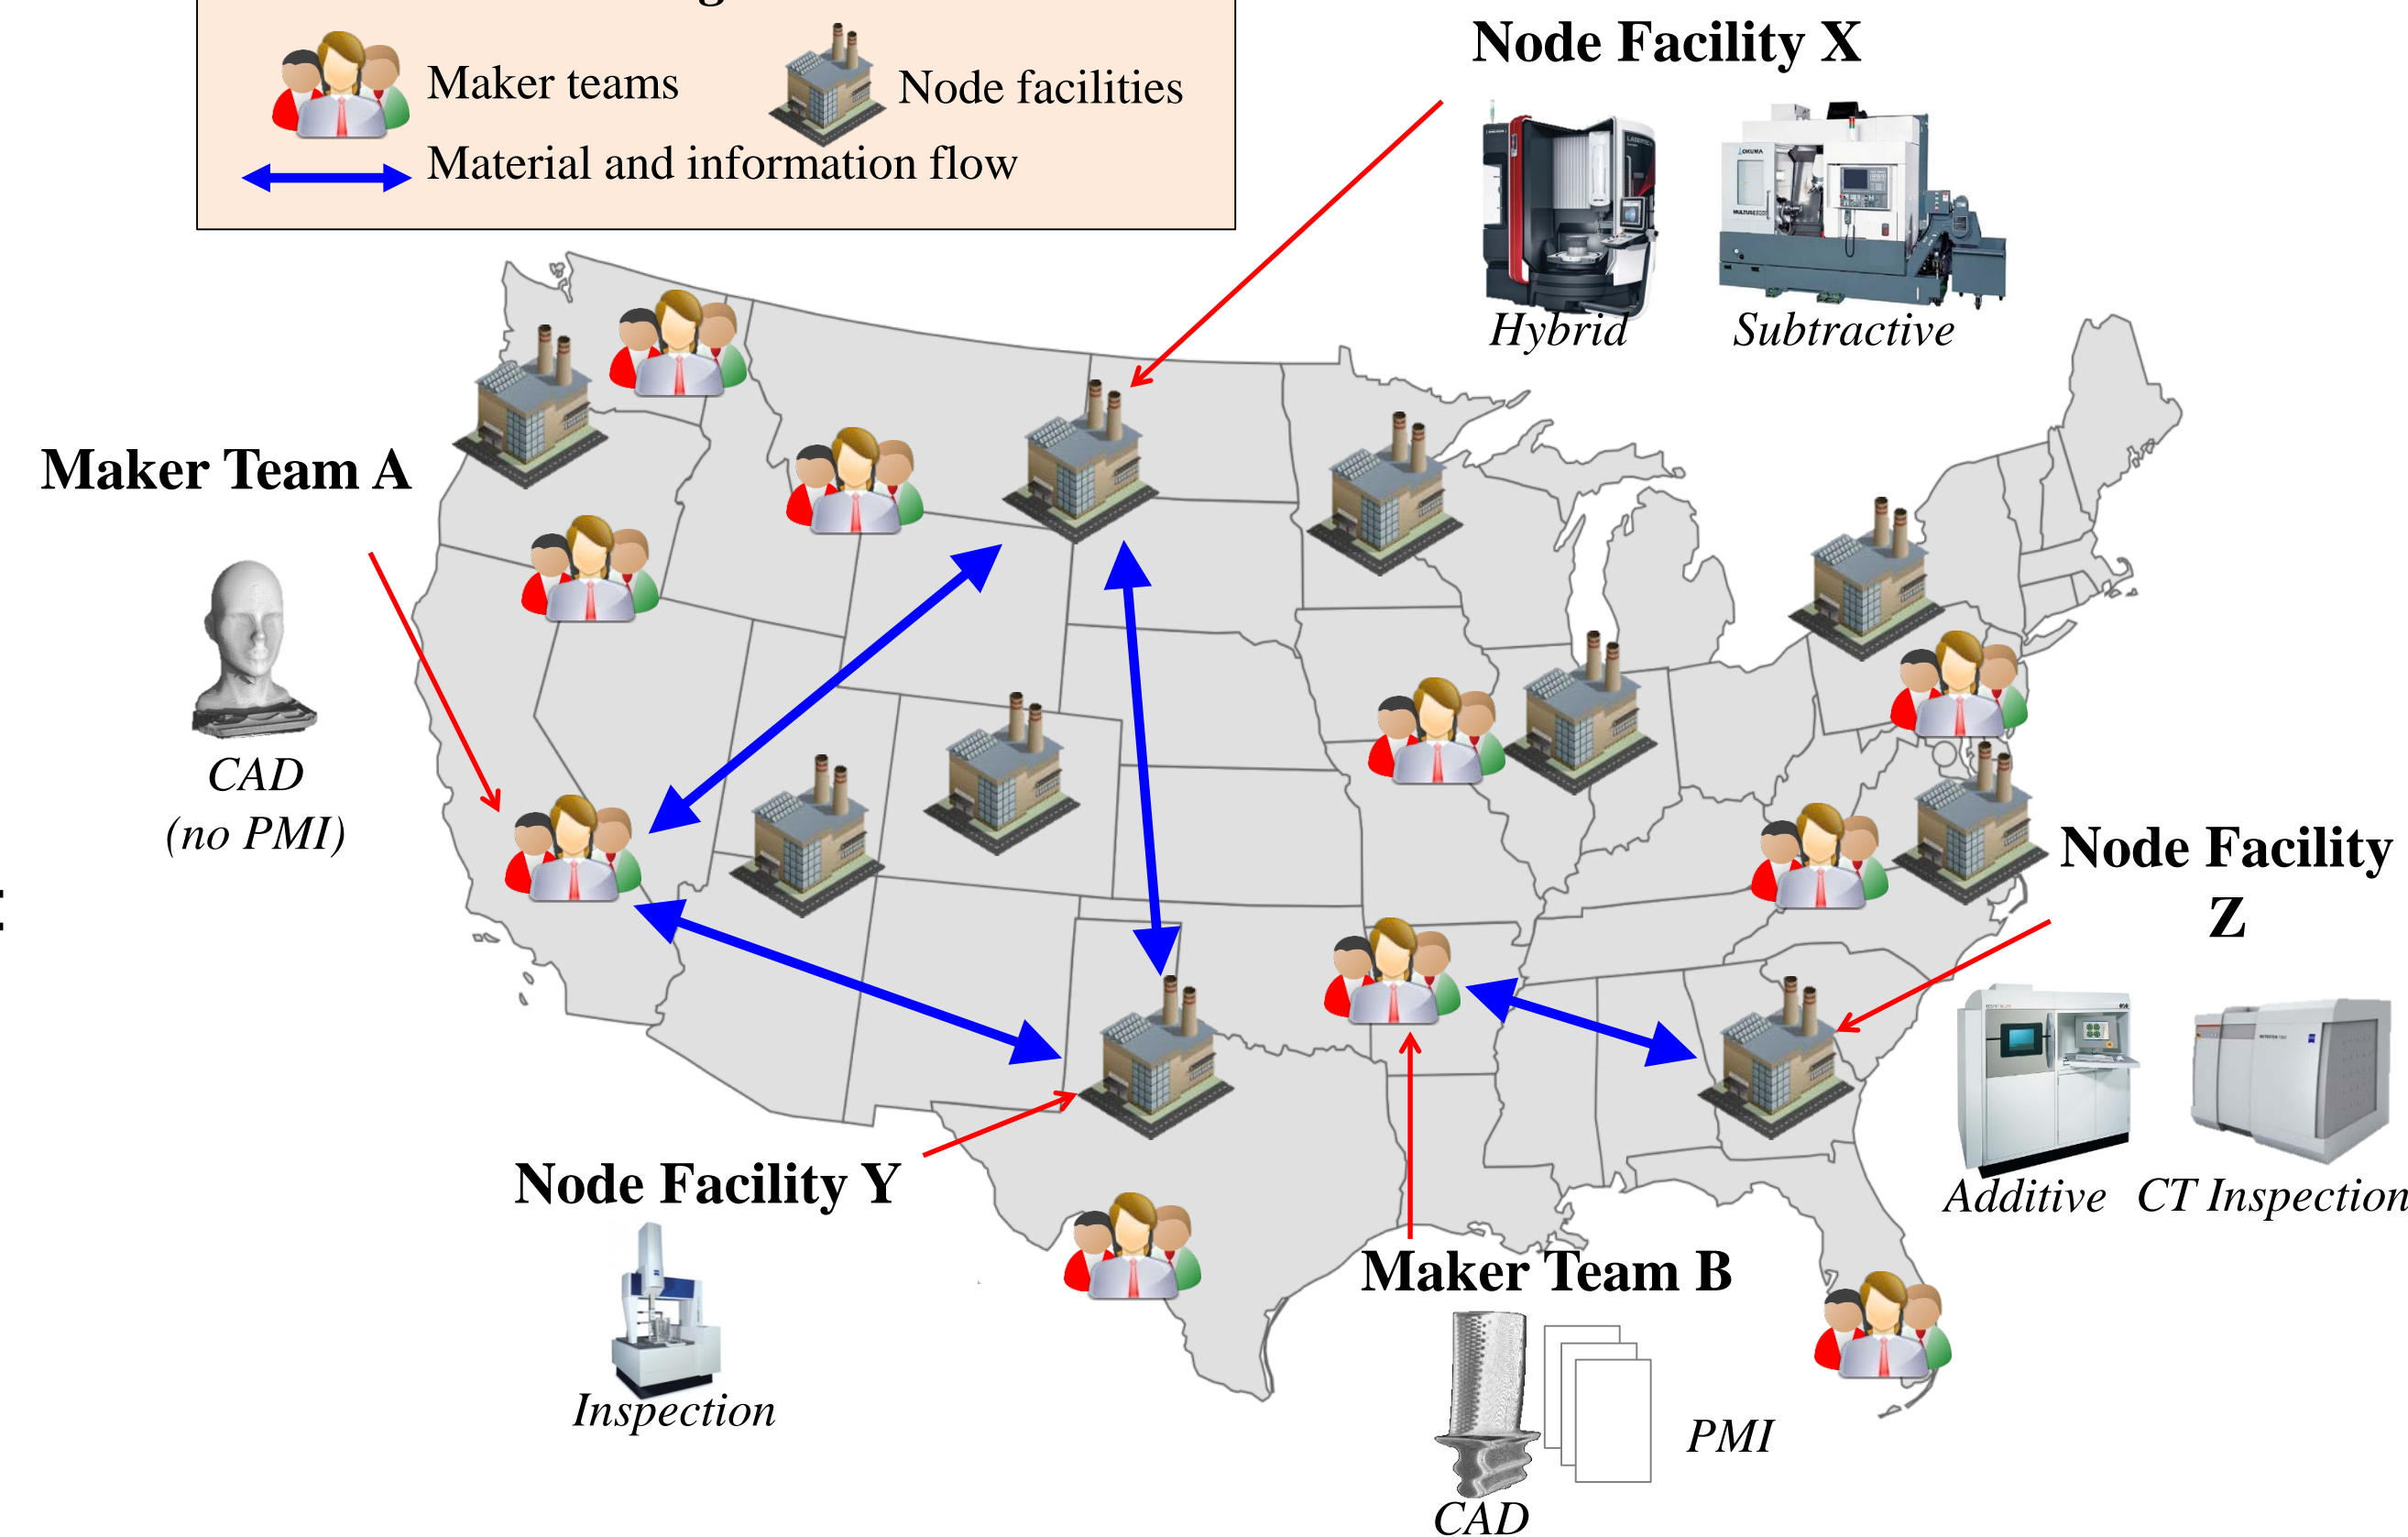 Maker teams
Node facilities
Material and information flow
Node Facility X
Hybrid
Subtractive
OKUMA
Maker Team A
CAD
(no PMI)
Node Facility
Z
Additive
CT Inspection
Node Facility Y
Inspection
Maker Team B
CAD
PMI